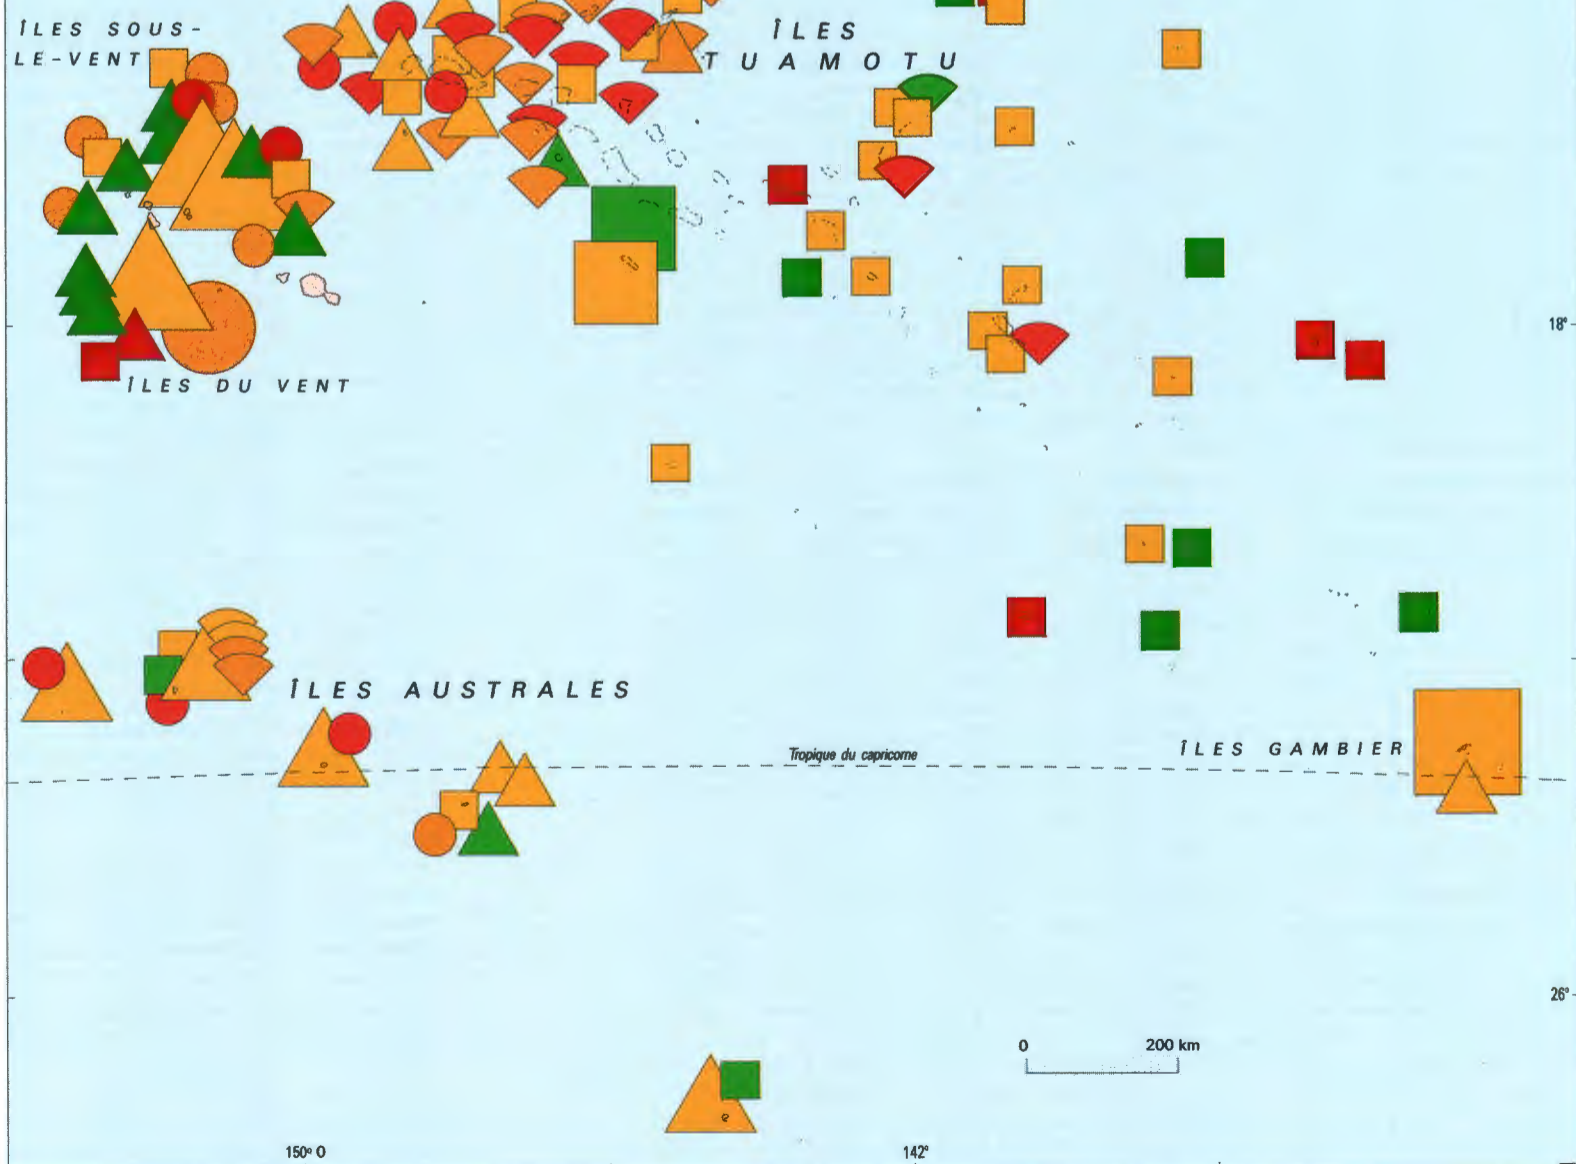 ÎLES SOUS-
LE-VENT
ÎLES
TUAMOTU
18°
ÎLES DU VENT
ÎLES AUSTRALES
Tropique du capricorne
ÎLES GAMBIER
26°
0 200 km
150° O
142°